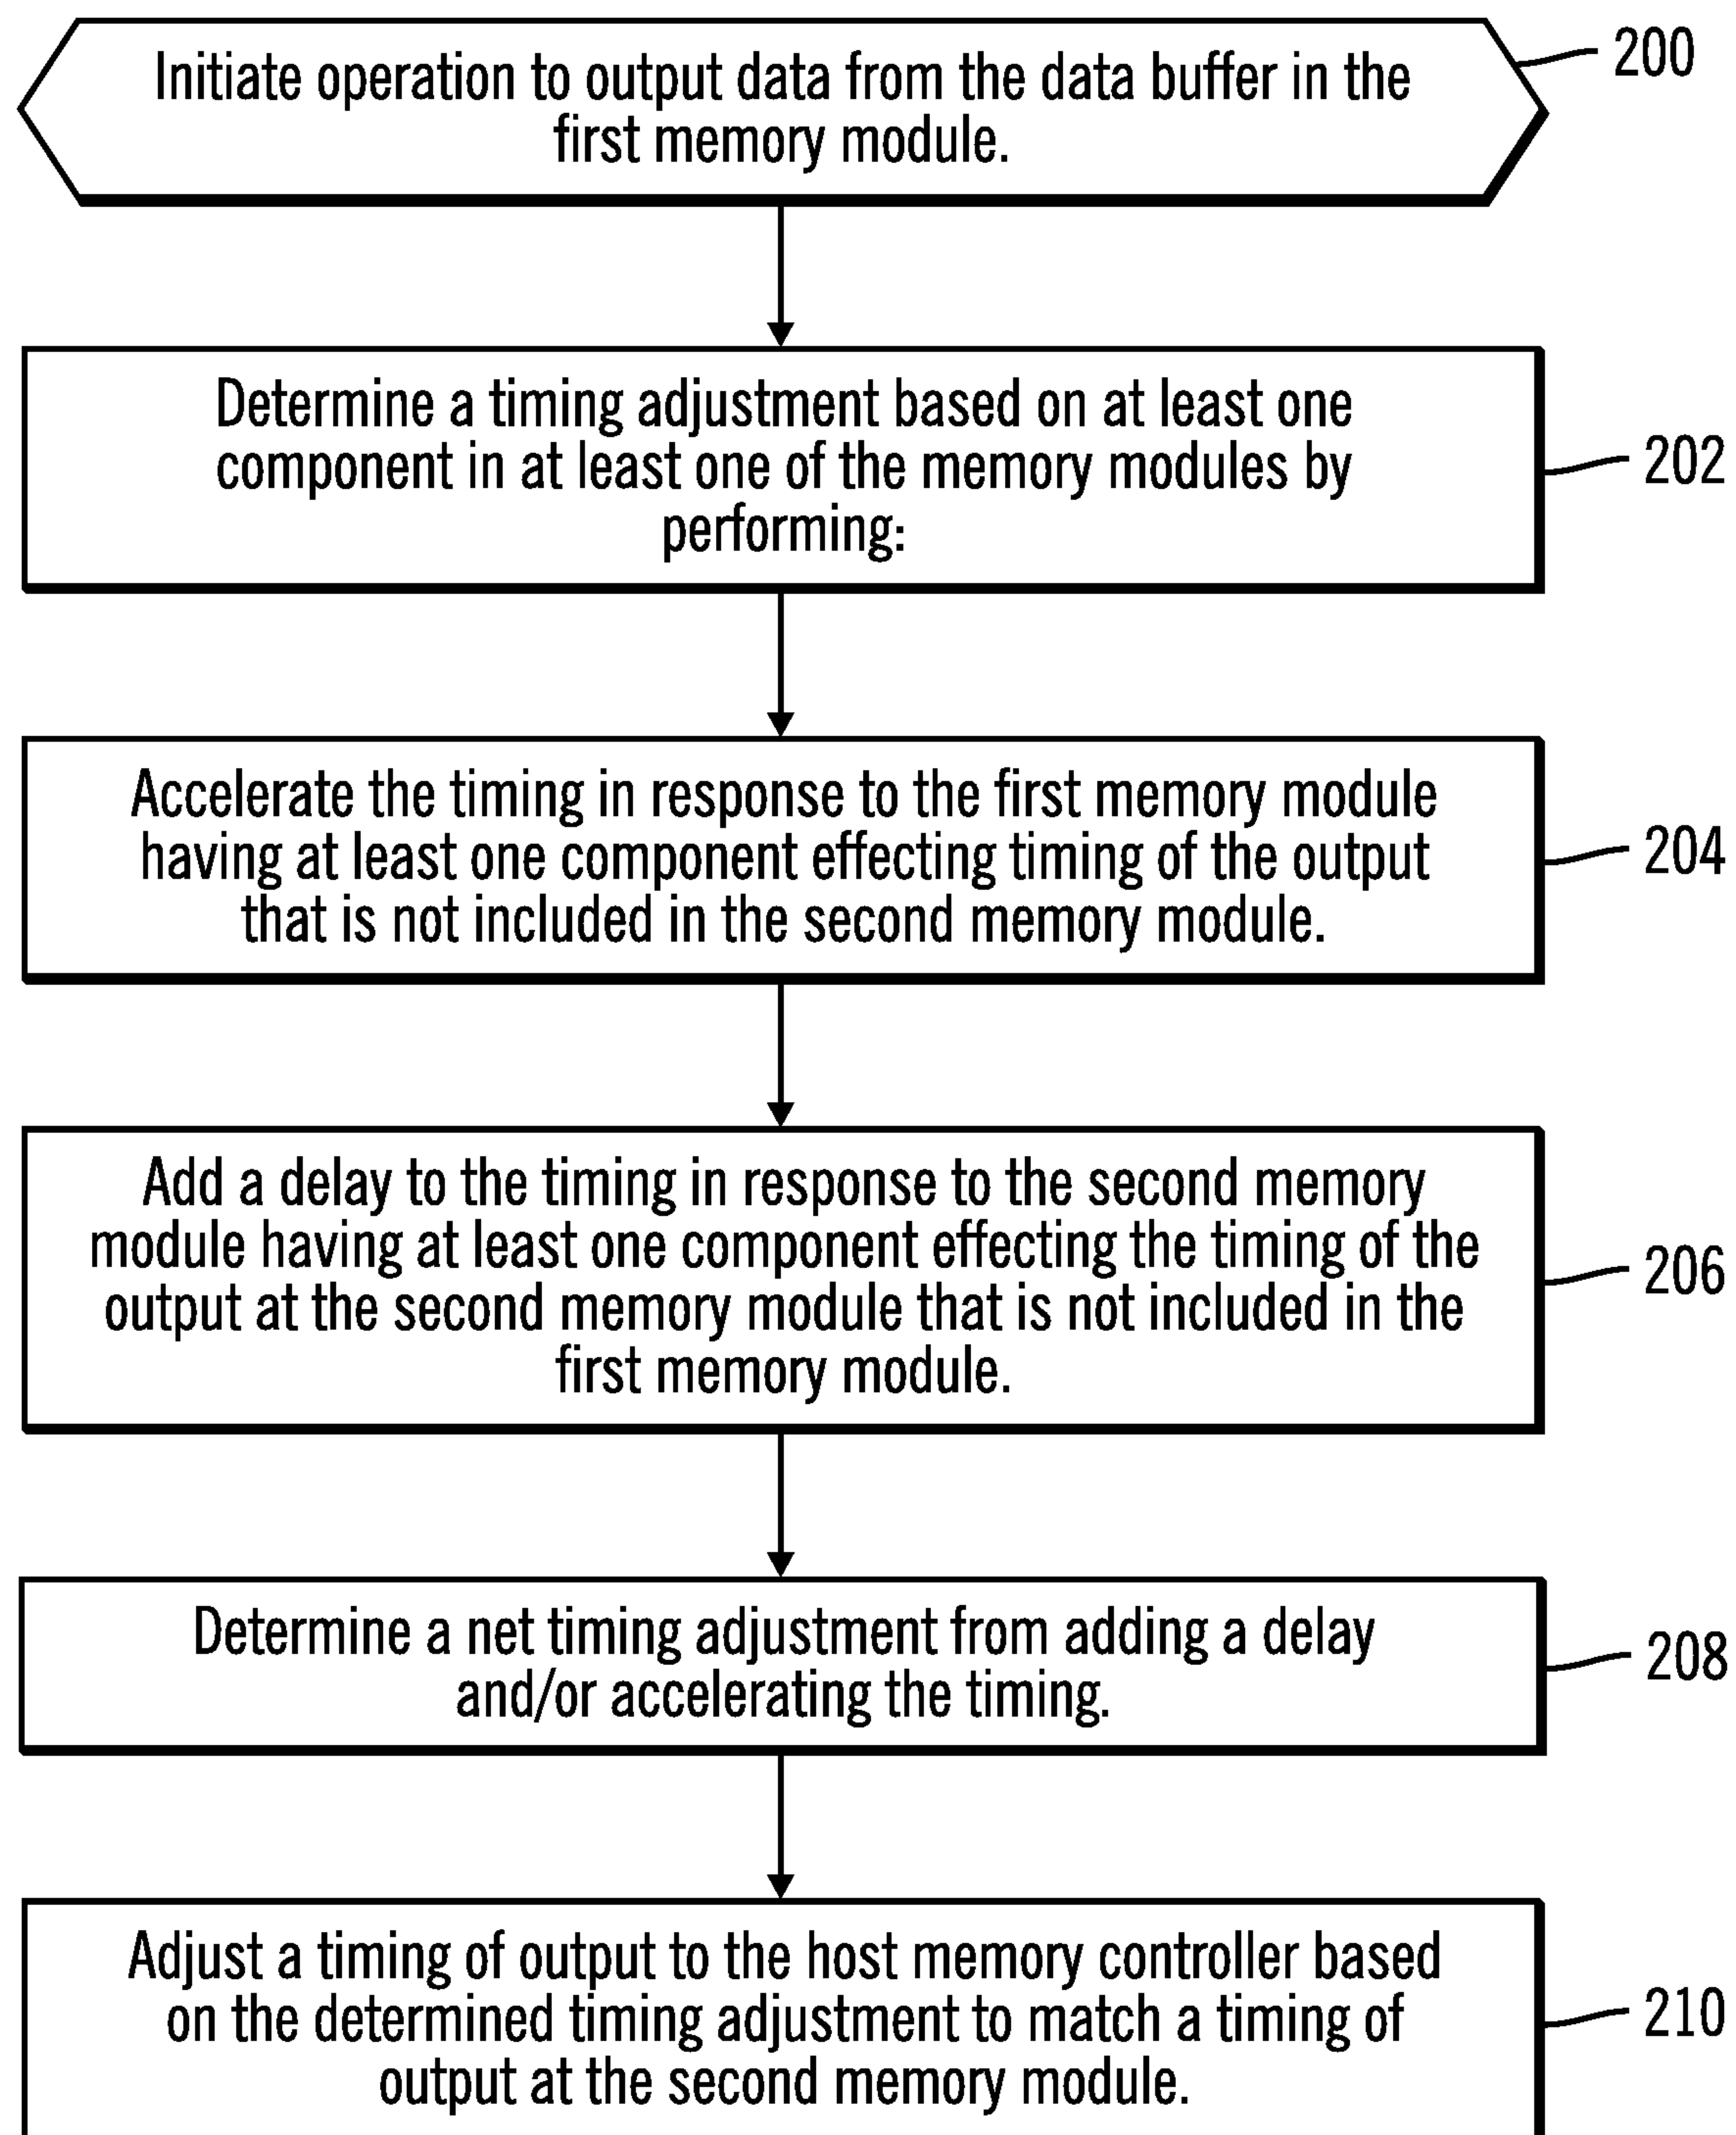 Initiate operation to output data from the data buffer in the
first memory module.
200
Determine a timing adjustment based on at least one
component in at least one of the memory modules by
performing:
202
Accelerate the timing in response to the first memory module
having at least one component effecting timing of the output
that is not included in the second memory module.
204
Add a delay to the timing in response to the second memory
module having at least one component effecting the timing of the
output at the second memory module that is not included in the
first memory module.
206
Determine a net timing adjustment from adding a delay
and/or accelerating the timing.
208
Adjust a timing of output to the host memory controller based
on the determined timing adjustment to match a timing of
output at the second memory module.
210